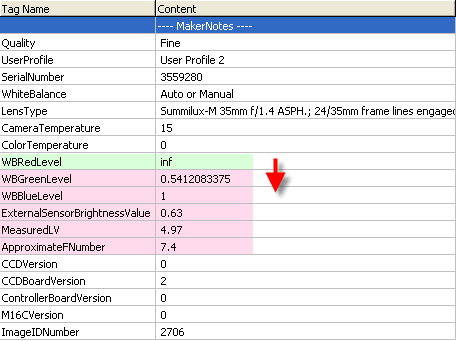 Tag Name Content
---- MakerNotes ----
Quality Fine
UserProfile User Profile 2
SerialNumber 3559280
WhiteBalance Auto or Manual
LensType Summilux-M 35mm f/1.4 ASPH.; 24/35mm frame lines engaged
CameraTemperature 15
ColorTemperature 0
WBRedLevel inf
WBGreenLevel 0.5412083375
WBBlueLevel 1
ExternalSensorBrightnessValue 0.63
MeasuredLV 4.97
ApproximateFNumber 7.4
CCDVersion 0
CCDBoardVersion 2
ControllerBoardVersion 0
M16CVersion 0
ImageIDNumber 2706